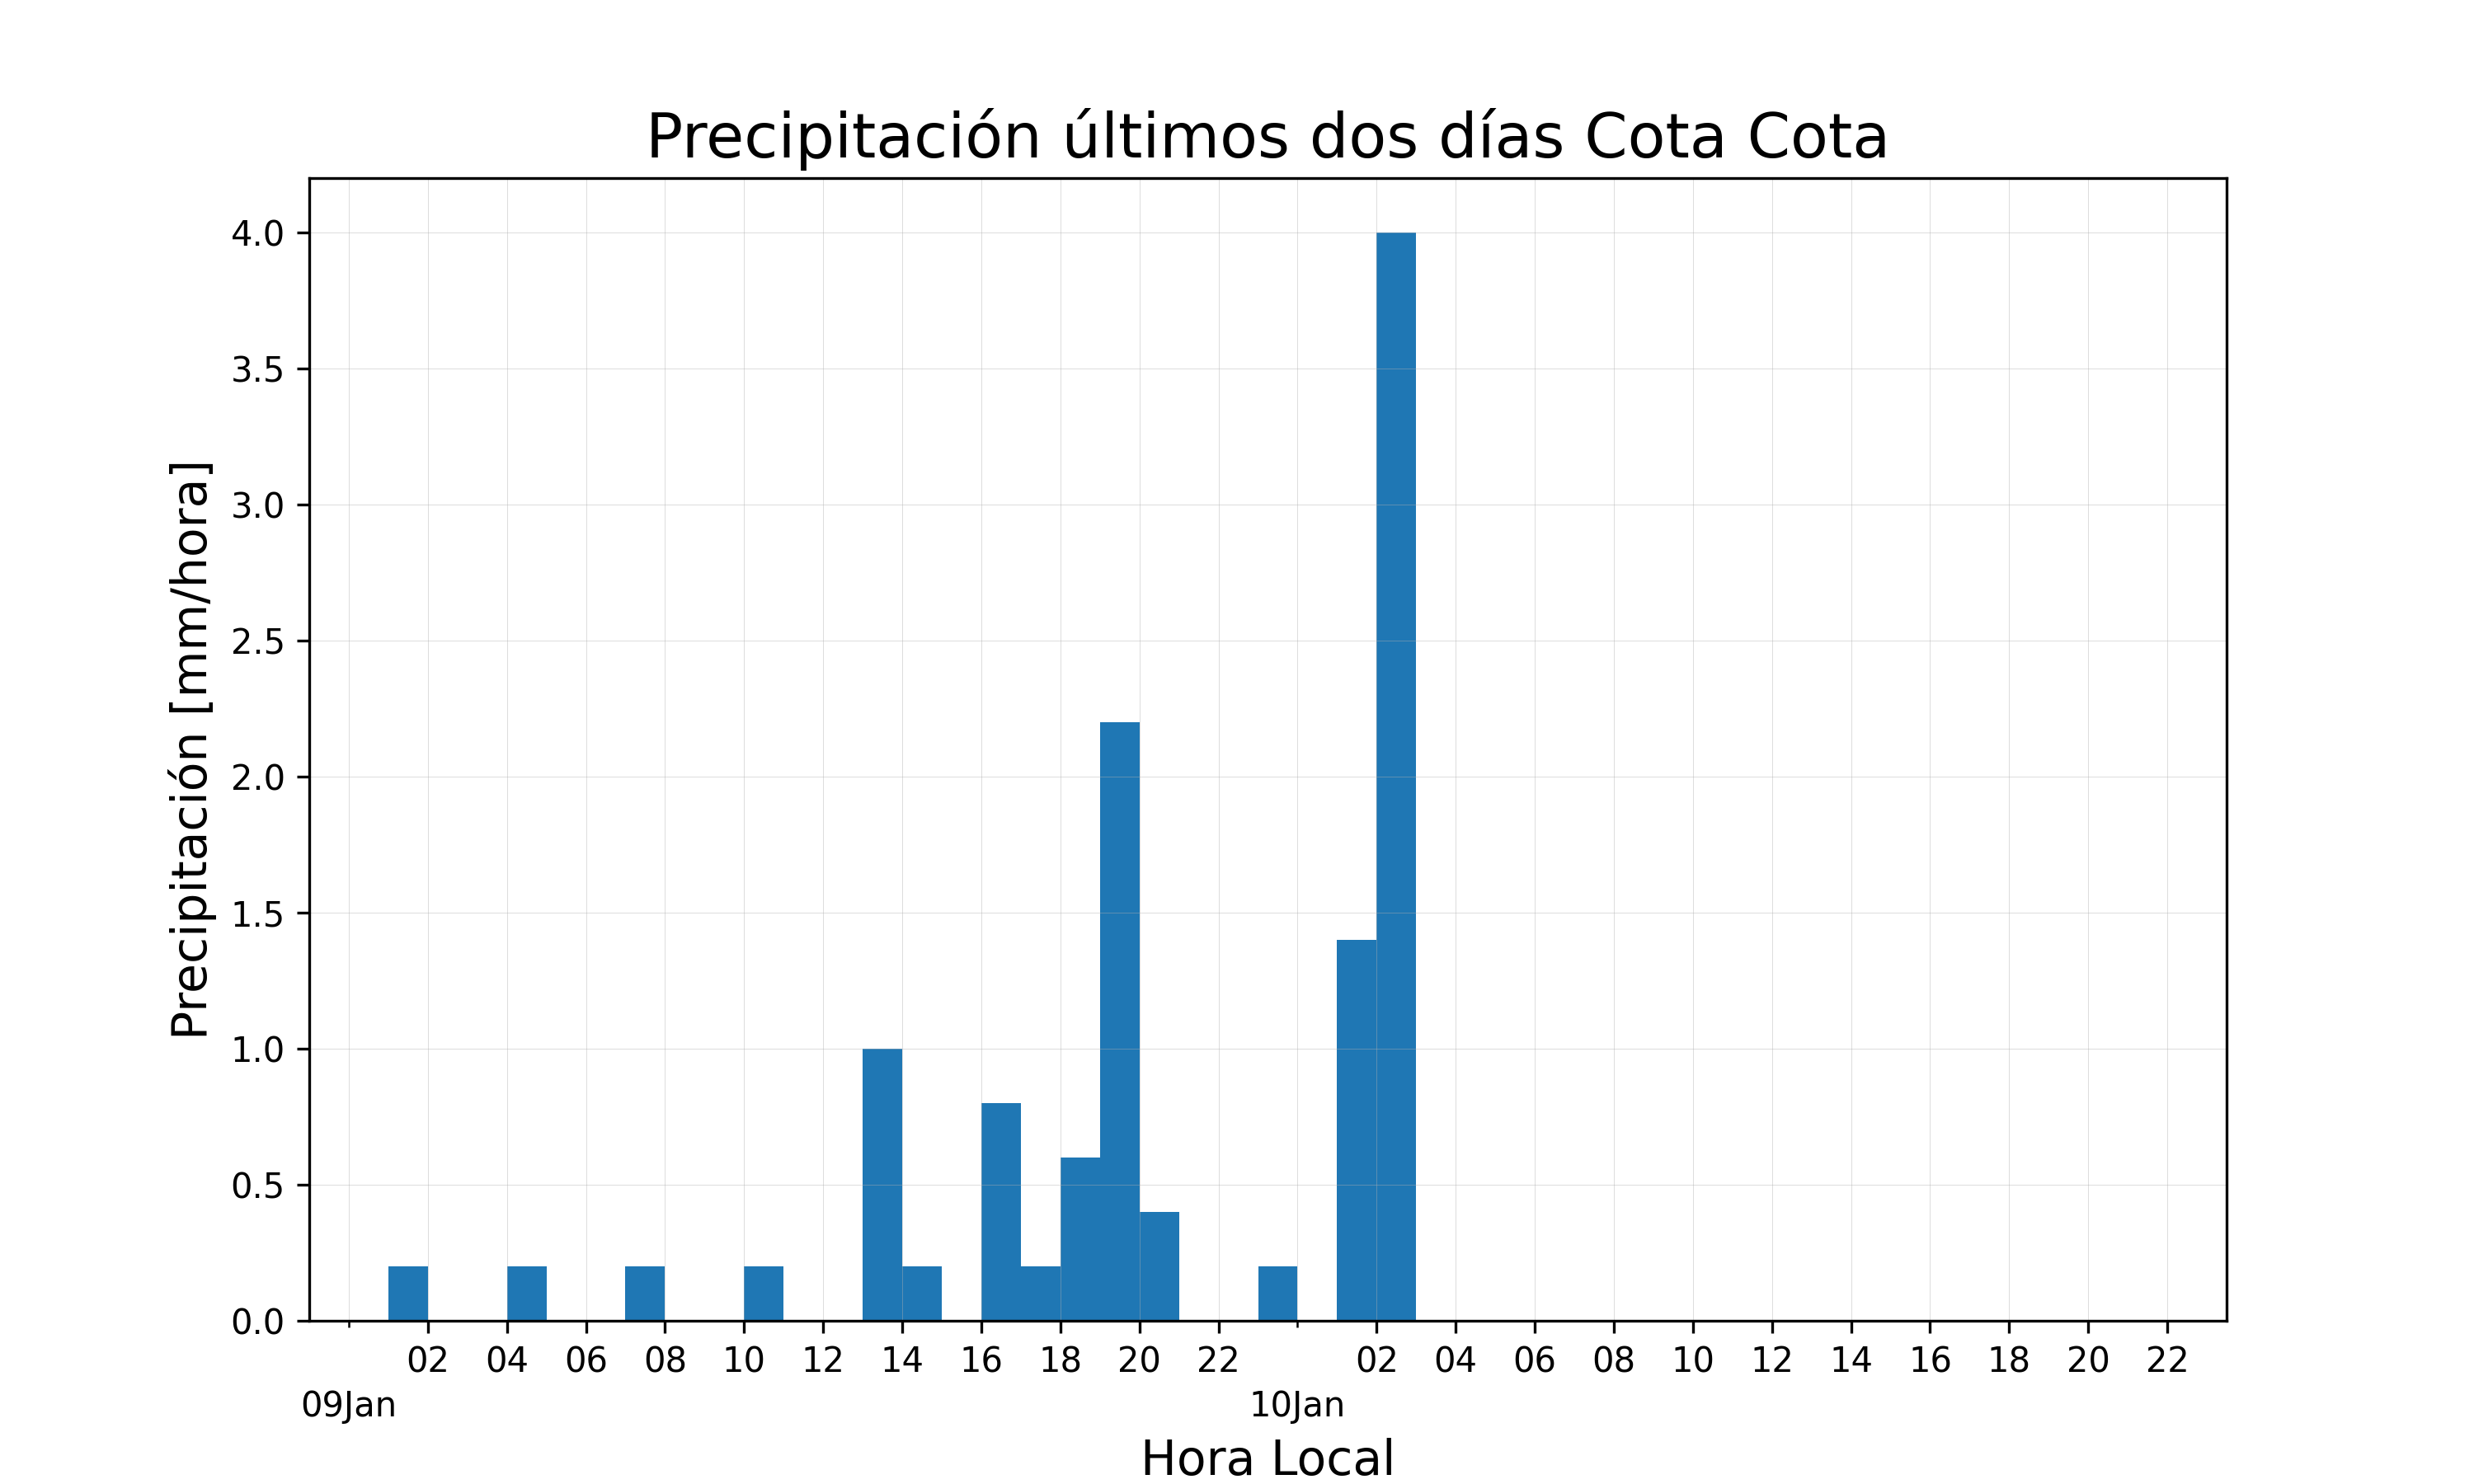 Precipitación últimos dos días Cota Cota
Precipitación [mm/hora]
4.0
3.5
3.0
2.5
2.0
1.5
1.0
0.5
0.0
02 04 06 08 10 12 14 16 18 20 22 02 04 06 08 10 12 14 16 18 20 22
09Jan 10Jan
Hora Local